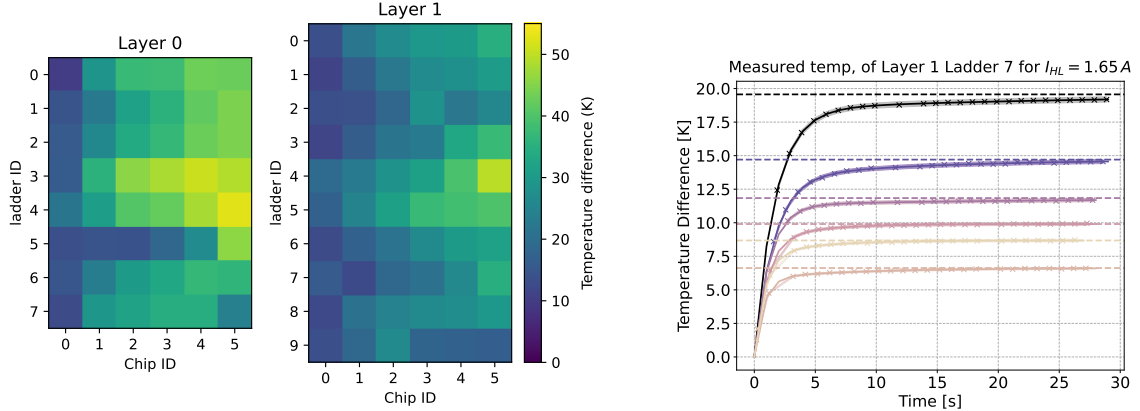 Layer 0
ladder ID
0
1
2
3
4
5
6
7
0 1 2 3 4 5
Chip ID
Layer 1
0
1
2
3
4
5
6
7
8
9
0 1 2 3 4 5
Chip ID
50
40
30
20
10
0
Temperature difference (K)
Measured temp, of Layer 1 Ladder 7 for I_HL = 1.65 A
Temperature Difference [K]
20.0
17.5
15.0
12.5
10.0
7.5
5.0
2.5
0.0
0 5 10 15 20 25 30
Time [s]